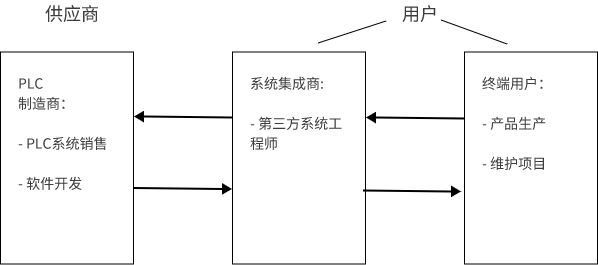 供应商
用户
PLC
制造商：
- PLC系统销售
- 软件开发
系统集成商:
- 第三方系统工
程师
终端用户：
- 产品生产
- 维护项目